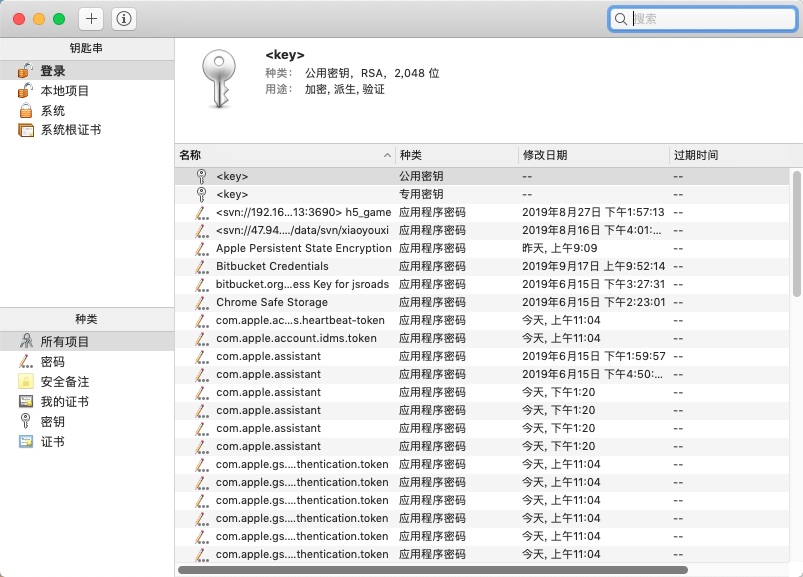 搜索
钥匙串
登录
本地项目
系统
系统根证书
种类
所有项目
密码
安全备注
我的证书
密钥
证书
<key>
种类： 公用密钥，RSA，2,048 位
用途： 加密, 派生, 验证
名称 种类 修改日期 过期时间
<key> 公用密钥 -- --
<key> 专用密钥 -- --
<svn://192.16...13:3690> h5_game 应用程序密码 2019年8月27日 下午1:57:13 --
<svn://47.94..../data/svn/xiaoyouxi 应用程序密码 2019年8月16日 下午4:01:... --
Apple Persistent State Encryption 应用程序密码 昨天, 上午9:09 --
Bitbucket Credentials 应用程序密码 2019年9月17日 上午9:52:14 --
bitbucket.org...ess Key for jsroads 应用程序密码 2019年6月15日 下午3:27:31 --
Chrome Safe Storage 应用程序密码 2019年6月15日 下午2:23:01 --
com.apple.ac...s.heartbeat-token 应用程序密码 今天, 上午11:04 --
com.apple.account.idms.token 应用程序密码 今天, 上午11:04 --
com.apple.assistant 应用程序密码 2019年6月15日 下午1:59:57 --
com.apple.assistant 应用程序密码 2019年6月15日 下午4:50:... --
com.apple.assistant 应用程序密码 今天, 下午1:20 --
com.apple.assistant 应用程序密码 今天, 下午1:20 --
com.apple.assistant 应用程序密码 今天, 下午1:20 --
com.apple.assistant 应用程序密码 今天, 下午1:20 --
com.apple.gs....thentication.token 应用程序密码 今天, 上午11:04 --
com.apple.gs....thentication.token 应用程序密码 今天, 上午11:04 --
com.apple.gs....thentication.token 应用程序密码 今天, 上午11:04 --
com.apple.gs....thentication.token 应用程序密码 今天, 上午11:04 --
com.apple.gs....thentication.token 应用程序密码 今天, 上午11:04 --
com.apple.gs....thentication.token 应用程序密码 今天, 上午11:04 --